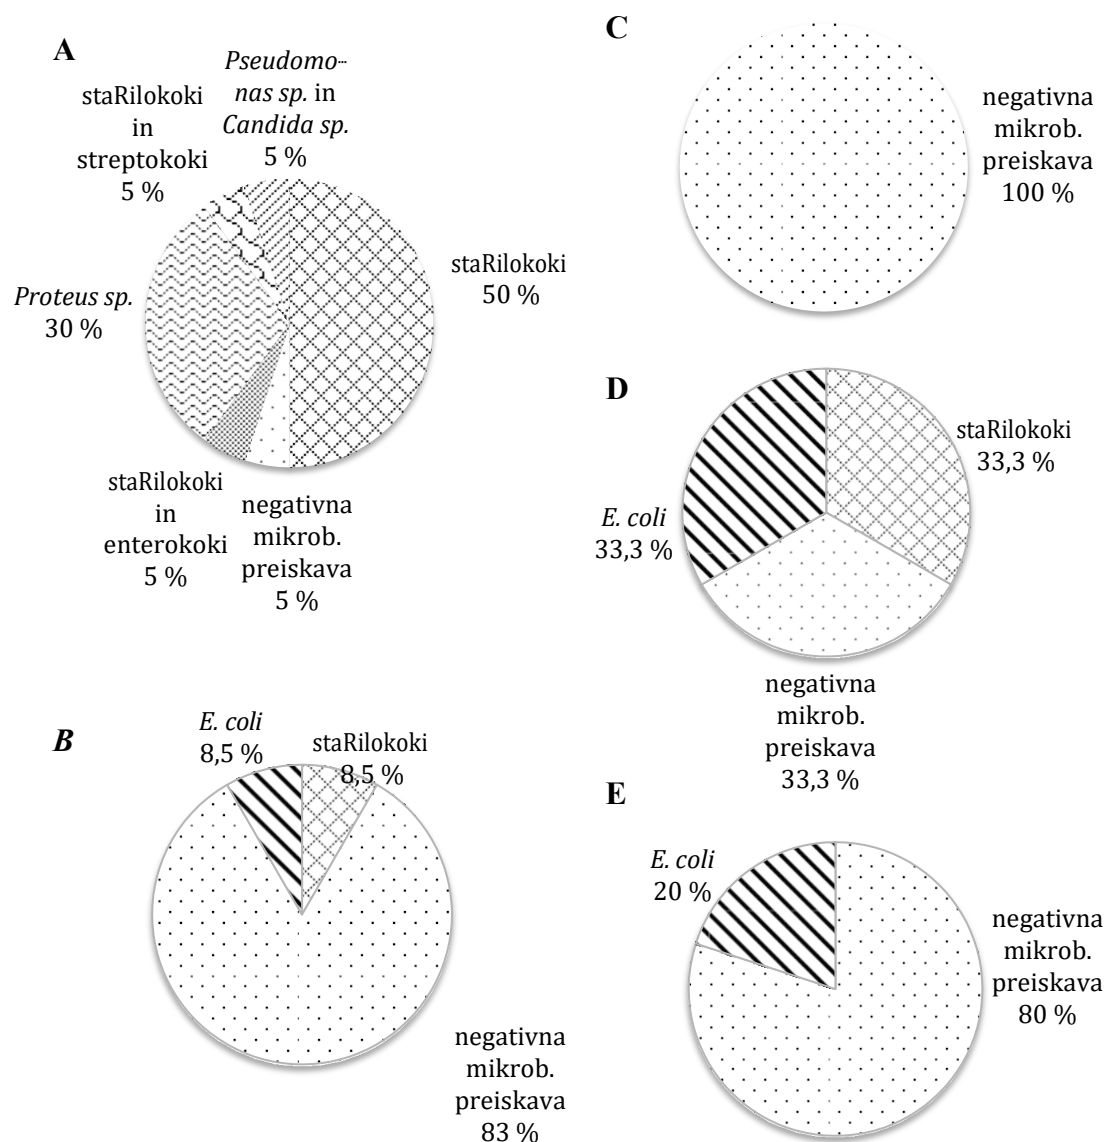 A
Pseudomo-
nas sp. in
Candida sp.
5 %
staRilokoki
in
streptokoki
5 %
staRilokoki
50 %
Proteus sp.
30 %
staRilokoki
in
enterokoki
5 %
negativna
mikrob.
preiskava
5 %
B
E. coli
8,5 %
staRilokoki
8,5 %
negativna
mikrob.
preiskava
83 %
C
negativna
mikrob.
preiskava
100 %
D
staRilokoki
33,3 %
E. coli
33,3 %
negativna
mikrob.
preiskava
33,3 %
E
E. coli
20 %
negativna
mikrob.
preiskava
80 %